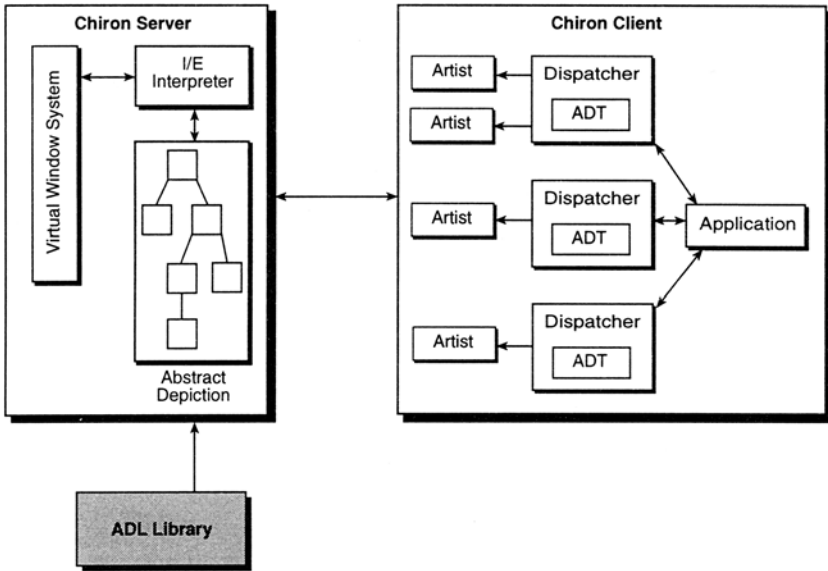 Chiron Server
Virtual Window System
I/E
Interpreter
Abstract
Depiction
ADL Library
Chiron Client
Artist
Artist
Dispatcher
ADT
Artist
Dispatcher
ADT
Artist
Dispatcher
ADT
Application